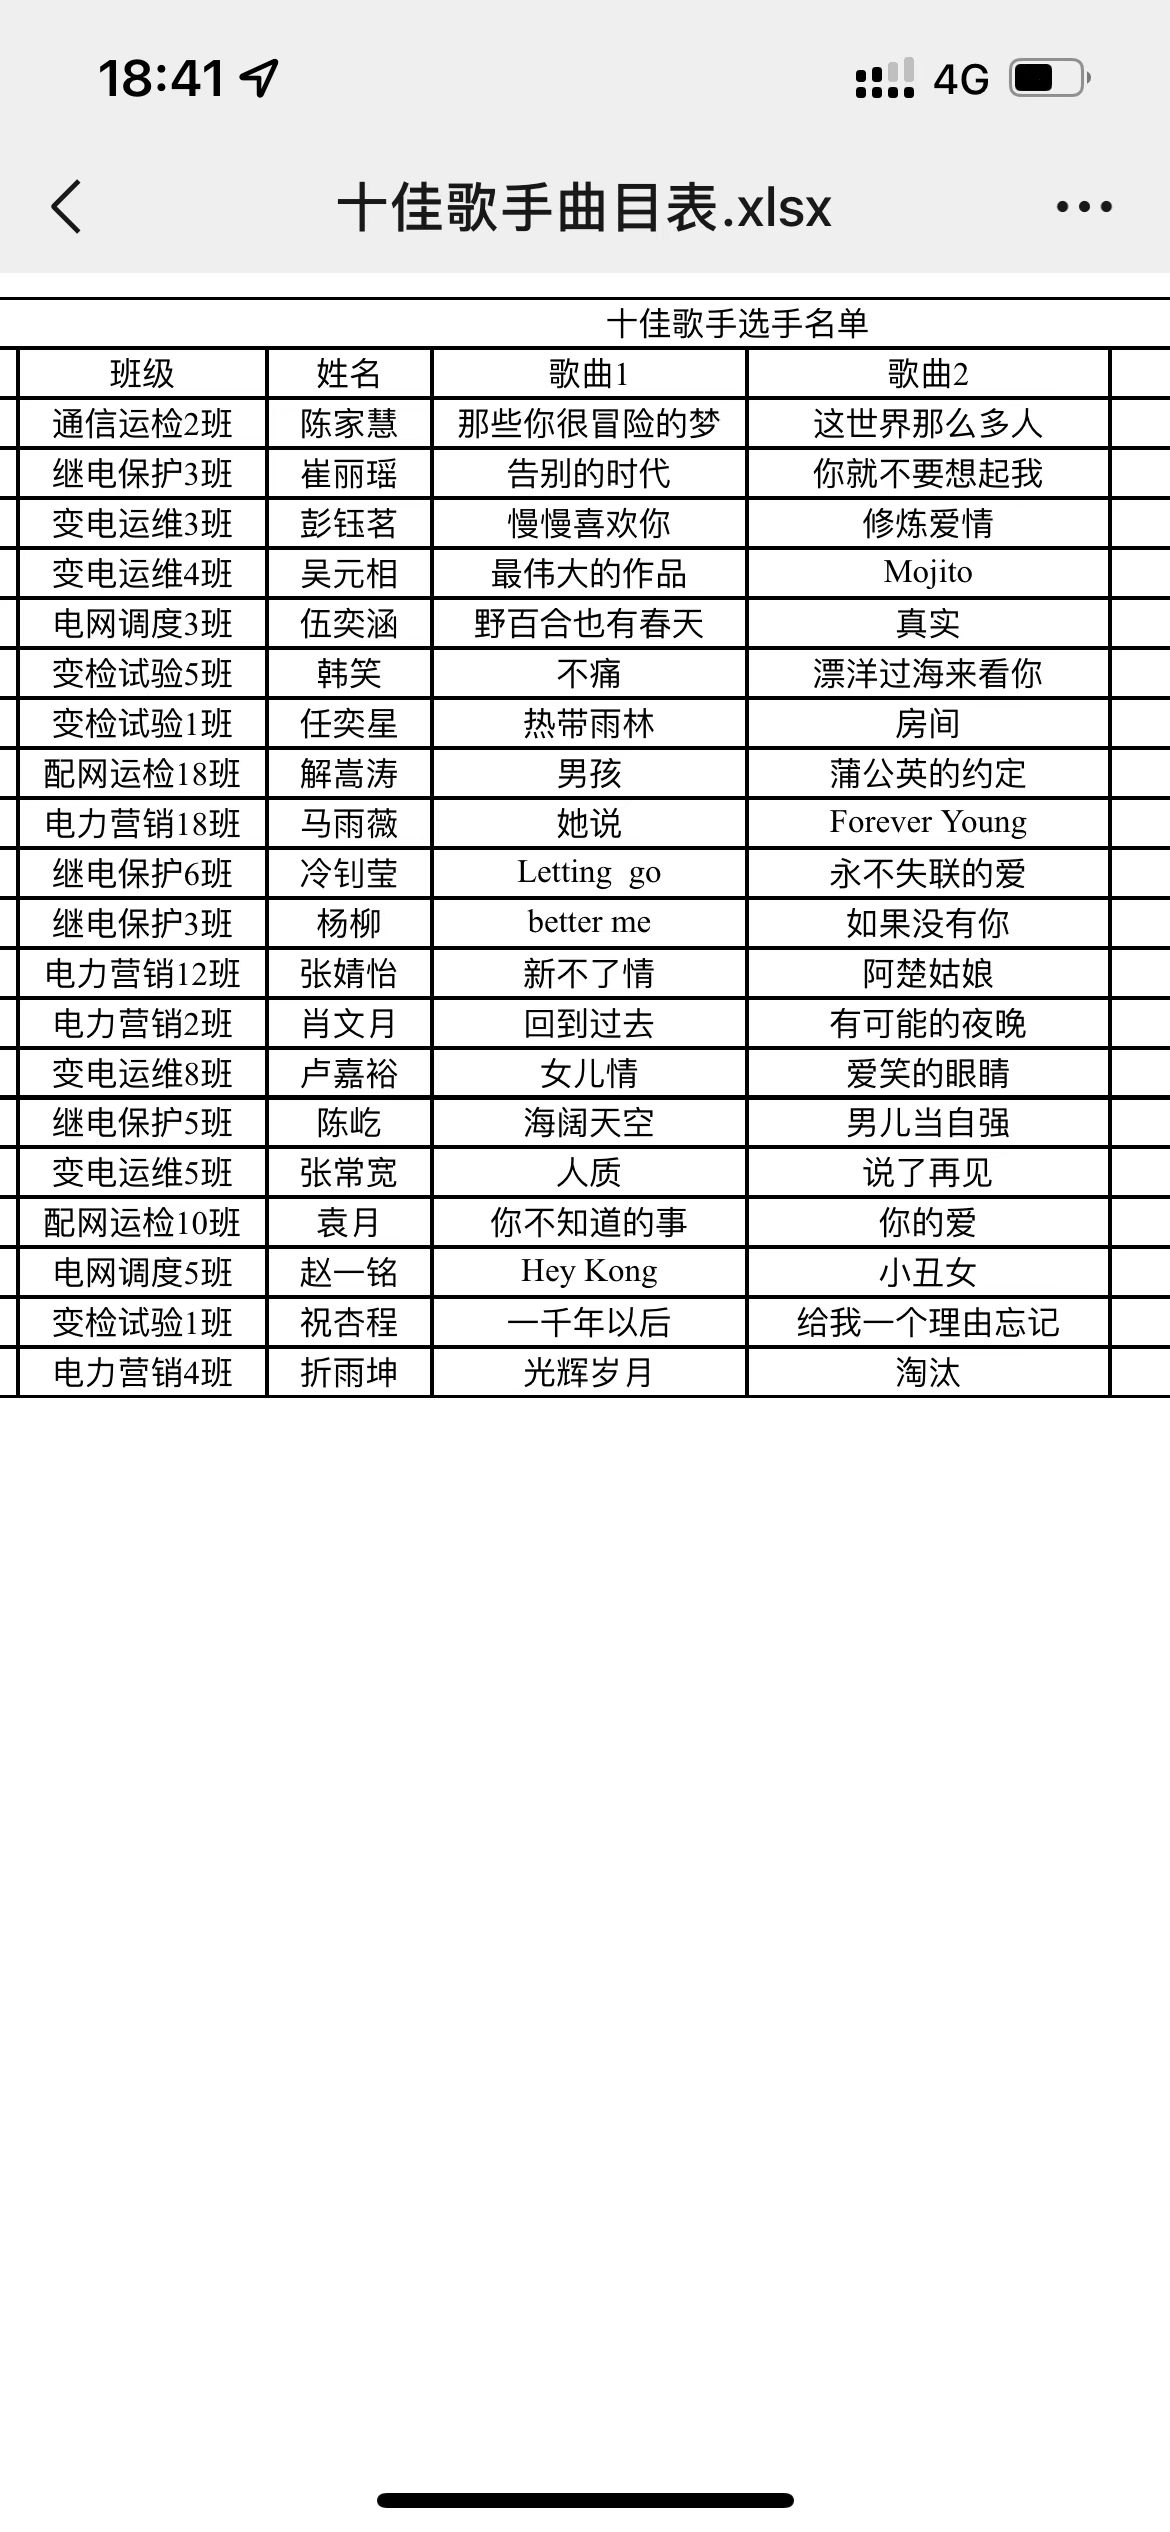 18:41 4G
十佳歌手曲目表.xlsx
十佳歌手选手名单
班级 姓名 歌曲1 歌曲2
通信运检2班 陈家慧 那些你很冒险的梦 这世界那么多人
继电保护3班 崔丽瑶 告别的时代 你就不要想起我
变电运维3班 彭钰茗 慢慢喜欢你 修炼爱情
变电运维4班 吴元相 最伟大的作品 Mojito
电网调度3班 伍奕涵 野百合也有春天 真实
变检试验5班 韩笑 不痛 漂洋过海来看你
变检试验1班 任奕星 热带雨林 房间
配网运检18班 解嵩涛 男孩 蒲公英的约定
电力营销18班 马雨薇 她说 Forever Young
继电保护6班 冷钊莹 Letting  go 永不失联的爱
继电保护3班 杨柳 better me 如果没有你
电力营销12班 张婧怡 新不了情 阿楚姑娘
电力营销2班 肖文月 回到过去 有可能的夜晚
变电运维8班 卢嘉裕 女儿情 爱笑的眼睛
继电保护5班 陈屹 海阔天空 男儿当自强
变电运维5班 张常宽 人质 说了再见
配网运检10班 袁月 你不知道的事 你的爱
电网调度5班 赵一铭 Hey Kong 小丑女
变检试验1班 祝杏程 一千年以后 给我一个理由忘记
电力营销4班 折雨坤 光辉岁月 淘汰